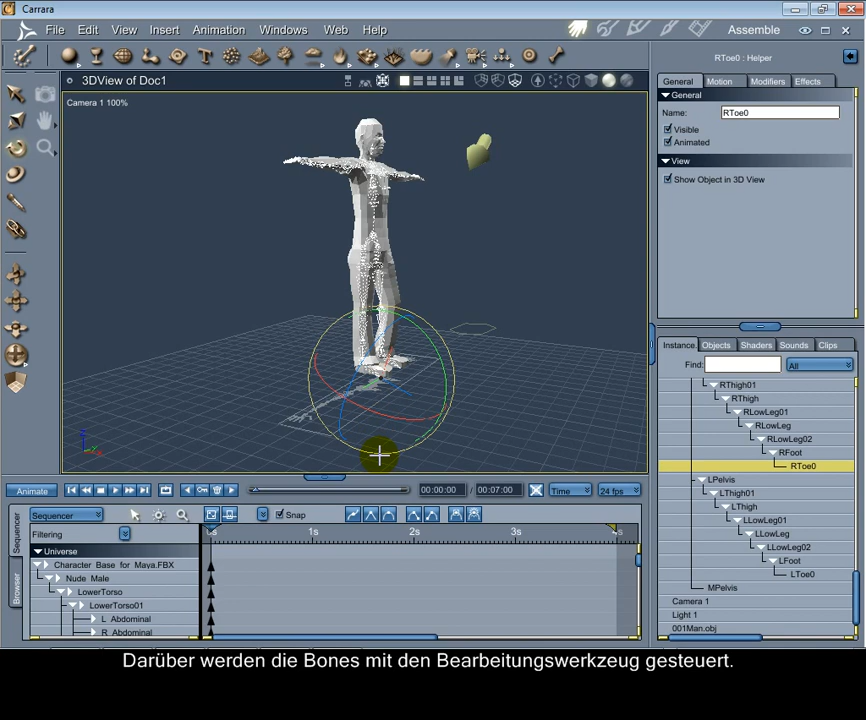 Carrara
File Edit View Insert Animation Windows Web Help Assemble
3DView of Doc1
Camera 1 100%
RToe0 : Helper
General Motion Modifiers Effects
General
Name: RToe0
Visible
Animated
View
Show Object in 3D View
Instance. Objects Shaders Sounds Clips
Find: All
RThigh01
RThigh
RLowLeg01
RLowLeg
RLowLeg02
RFoot
RToe0
LPelvis
LThigh01
LThigh
LLowLeg01
LLowLeg
LLowLeg02
LFoot
LToe0
MPelvis
Camera 1
Light 1
001Man.obj
Animate 00:00:00 / 00:07:00 Time 24 fps
Sequencer Snap
Filtering 0s 1s 2s 3s 4s
Universe
Character Base for Maya.FBX
Nude Male
LowerTorso
LowerTorso01
L Abdominal
R Abdominal
Sequencer
Browser
Darüber werden die Bones mit den Bearbeitungswerkzeug gesteuert.